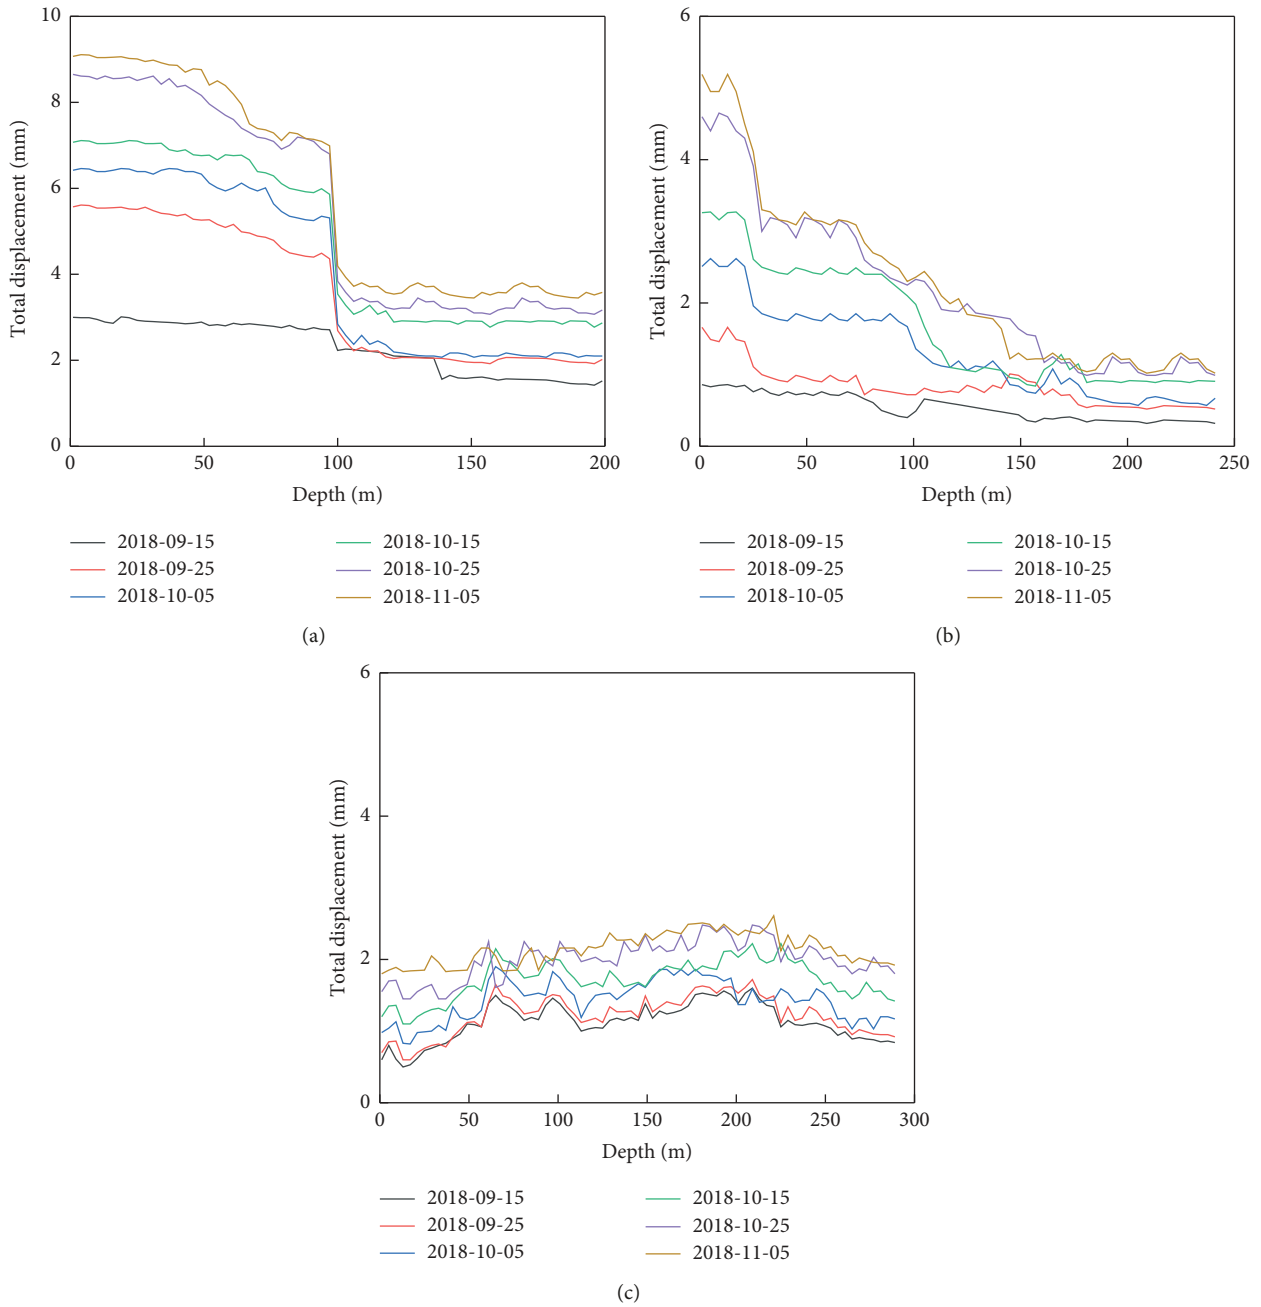 10
8
6
4
2
0
Total displacement (mm)
0 50 100 150 200
Depth (m)
2018-09-15 2018-10-15
2018-09-25 2018-10-25
2018-10-05 2018-11-05
(a)
6
4
2
0
Total displacement (mm)
0 50 100 150 200 250
Depth (m)
2018-09-15 2018-10-15
2018-09-25 2018-10-25
2018-10-05 2018-11-05
(b)
6
4
2
0
Total displacement (mm)
0 50 100 150 200 250 300
Depth (m)
2018-09-15 2018-10-15
2018-09-25 2018-10-25
2018-10-05 2018-11-05
(c)